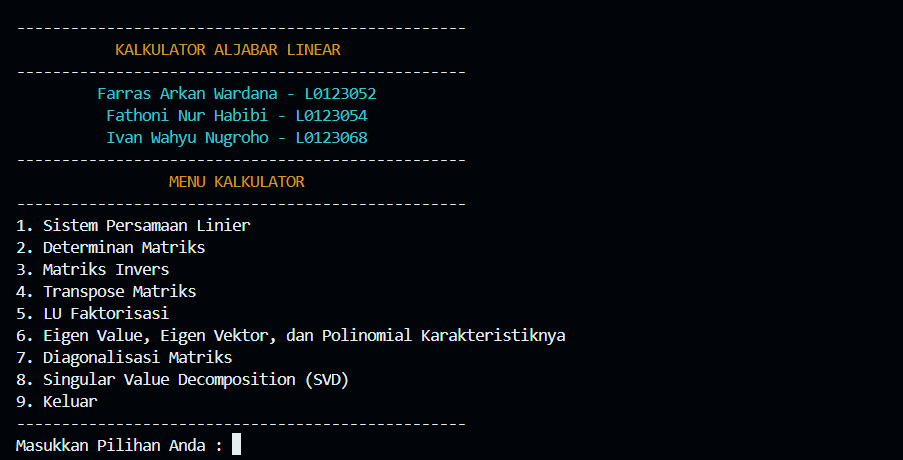 --------------------------------------------------
KALKULATOR ALJABAR LINEAR
--------------------------------------------------
Farras Arkan Wardana - L0123052
Fathoni Nur Habibi - L0123054
Ivan Wahyu Nugroho - L0123068
--------------------------------------------------
MENU KALKULATOR
--------------------------------------------------
1. Sistem Persamaan Linier
2. Determinan Matriks
3. Matriks Invers
4. Transpose Matriks
5. LU Faktorisasi
6. Eigen Value, Eigen Vektor, dan Polinomial Karakteristiknya
7. Diagonalisasi Matriks
8. Singular Value Decomposition (SVD)
9. Keluar
--------------------------------------------------
Masukkan Pilihan Anda :